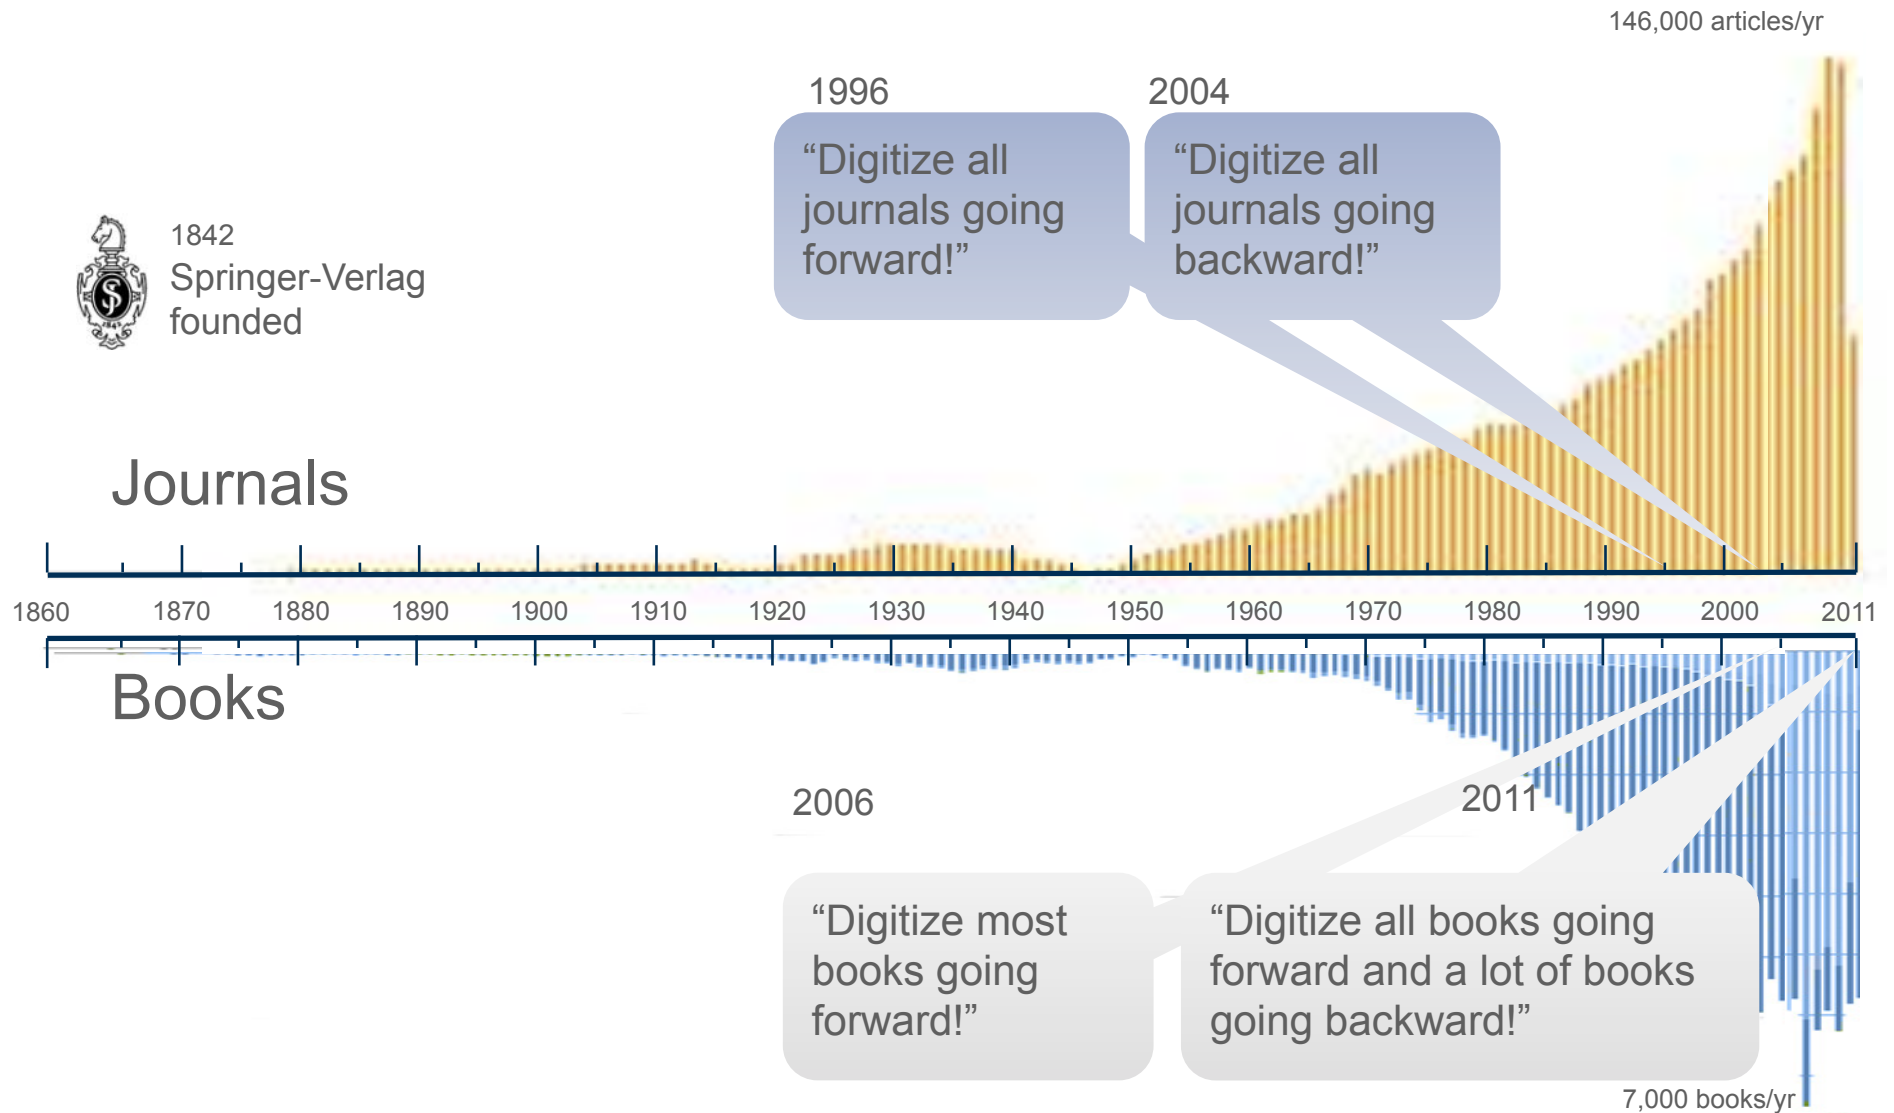 146,000 articles/yr
1996
2004
“Digitize all
journals going
forward!”
“Digitize all
journals going
backward!”
1842
Springer-Verlag
founded
Journals
1860 1870 1880 1890 1900 1910 1920 1930 1940 1950 1960 1970 1980 1990 2000 2011
Books
2006
2011
“Digitize most
books going
forward!”
“Digitize all books going
forward and a lot of books
going backward!”
7,000 books/yr